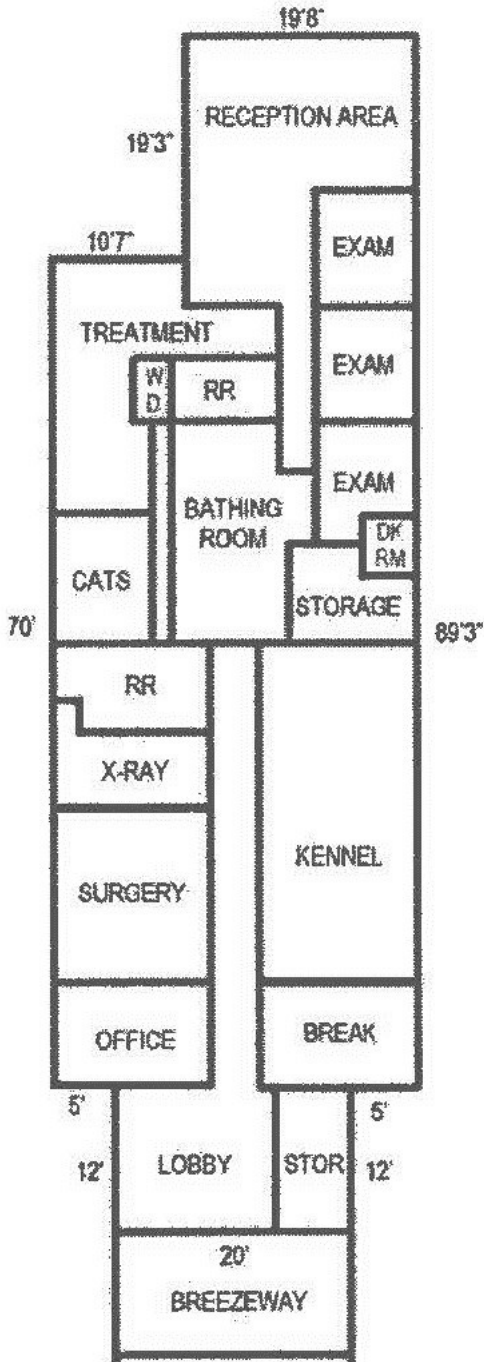 19'8"
RECEPTION AREA
19'3"
EXAM
10'7"
TREATMENT
EXAM
W
D
RR
EXAM
BATHING
ROOM
DK
RM
CATS
STORAGE
70'
89'3"
RR
X-RAY
KENNEL
SURGERY
OFFICE
BREAK
5'
5'
12'
LOBBY
STOR
12'
20'
BREEZEWAY